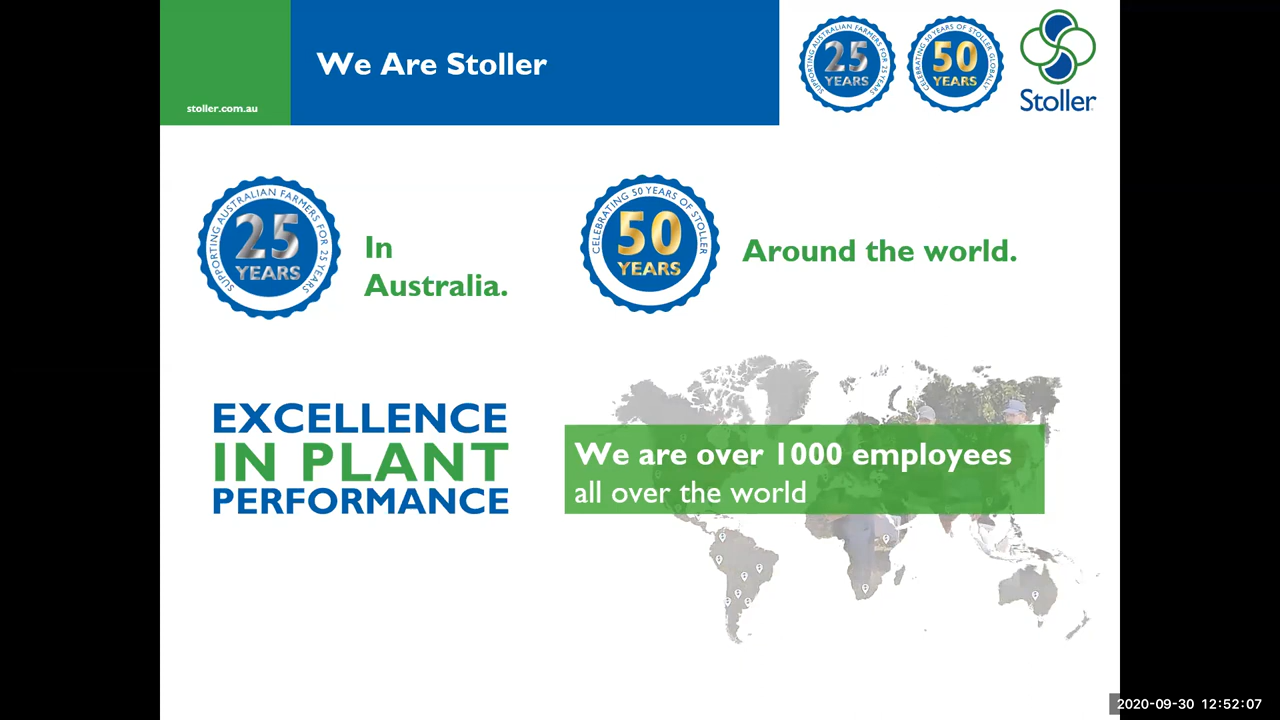 We Are Stoller
stoller.com.au
SUPPORTING AUSTRALIAN FARMERS FOR 25 YEARS
25
YEARS
CELEBRATING 50 YEARS OF STOLLER GLOBALLY
50
YEARS
Stoller
SUPPORTING AUSTRALIAN FARMERS FOR 25 YEARS
25
YEARS
In
Australia.
CELEBRATING 50 YEARS OF STOLLER
50
YEARS
Around the world.
EXCELLENCE
IN PLANT
PERFORMANCE
We are over 1000 employees
all over the world
2020-09-30 12:52:07